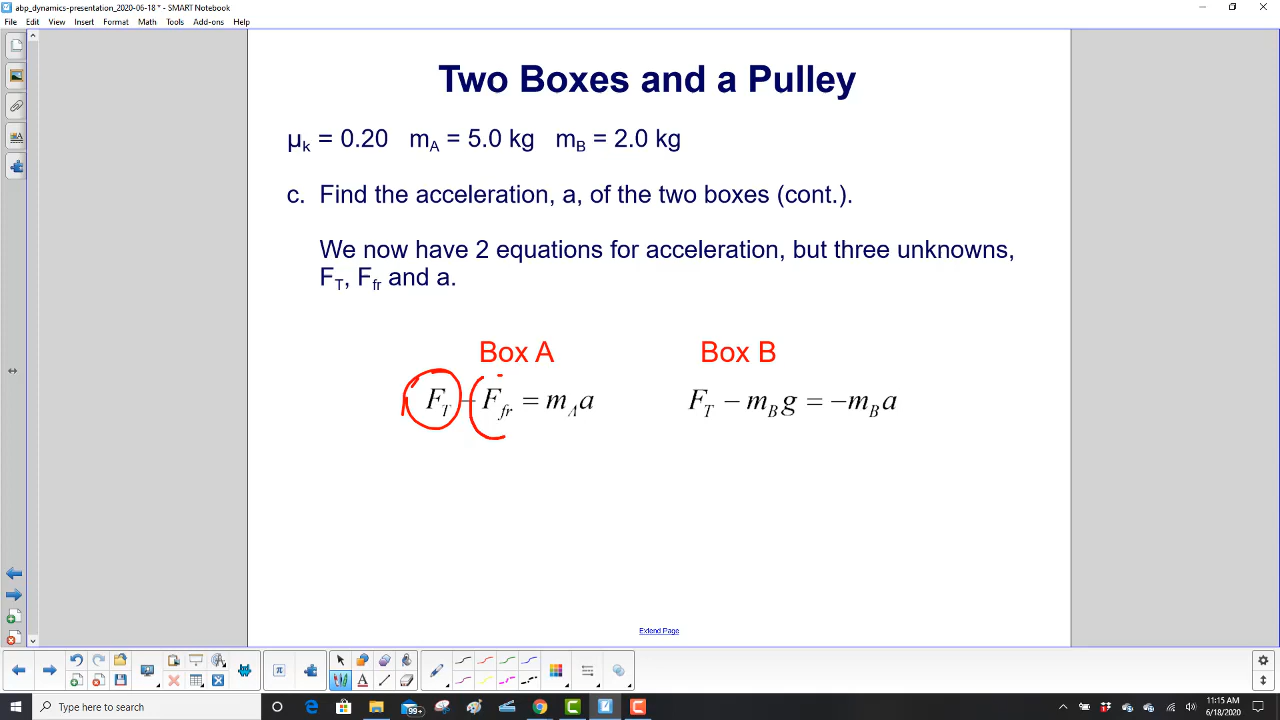 abp_dynamics-presentation_2020-06-18 * - SMART Notebook
File Edit View Insert Format Math Tools Add-ons Help
Two Boxes and a Pulley
μk = 0.20 mA = 5.0 kg mB = 2.0 kg
c. Find the acceleration, a, of the two boxes (cont.).
We now have 2 equations for acceleration, but three unknowns,
FT, Ffr and a.
Box A Box B
FT − Ffr = mAa FT − mBg = −mBa
Extend Page
Type here to search
99+
11:15 AM
6/18/2020